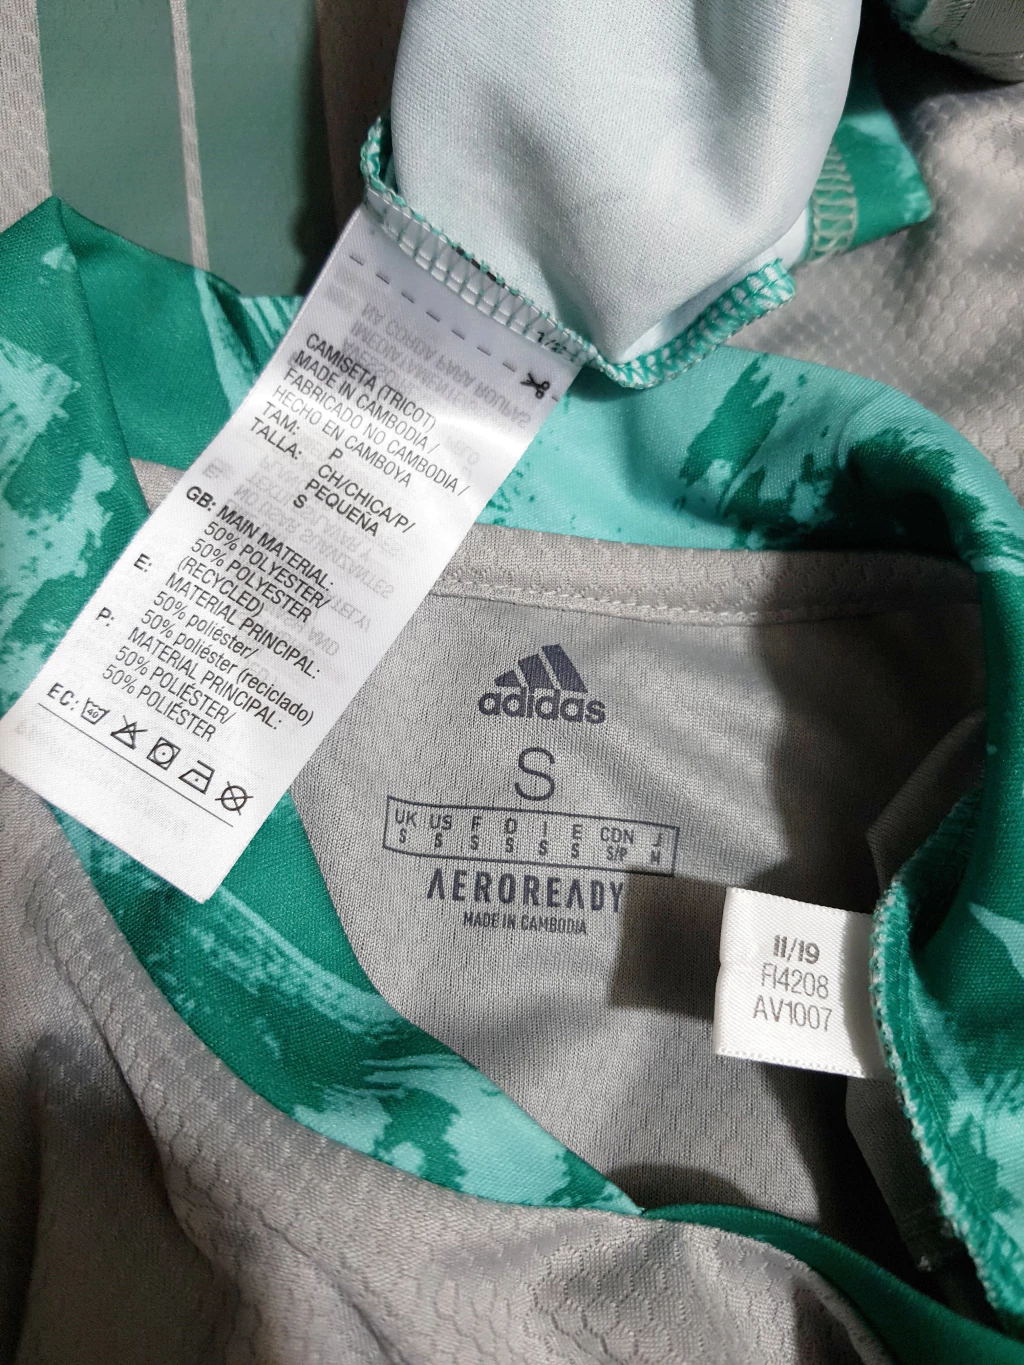 CAMISETA (TRICOT)
MADE IN CAMBODIA /
FABRICADO NO CAMBODIA /
HECHO EN CAMBOYA
TAM: P
TALLA: CH/CHICA/P/
PEQUEÑA
S
GB: MAIN MATERIAL:
50% POLYESTER/
50% POLYESTER
(RECYCLED)
E: MATERIAL PRINCIPAL:
50% poliéster/
50% poliéster (reciclado)
P: MATERIAL PRINCIPAL:
50% POLIÉSTER/
50% POLIÉSTER
EC: 40
adidas
S
UK US F D I E CDN J
S S S S S S S/P M
AEROREADY
MADE IN CAMBODIA
11/19
FI4208
AV1007